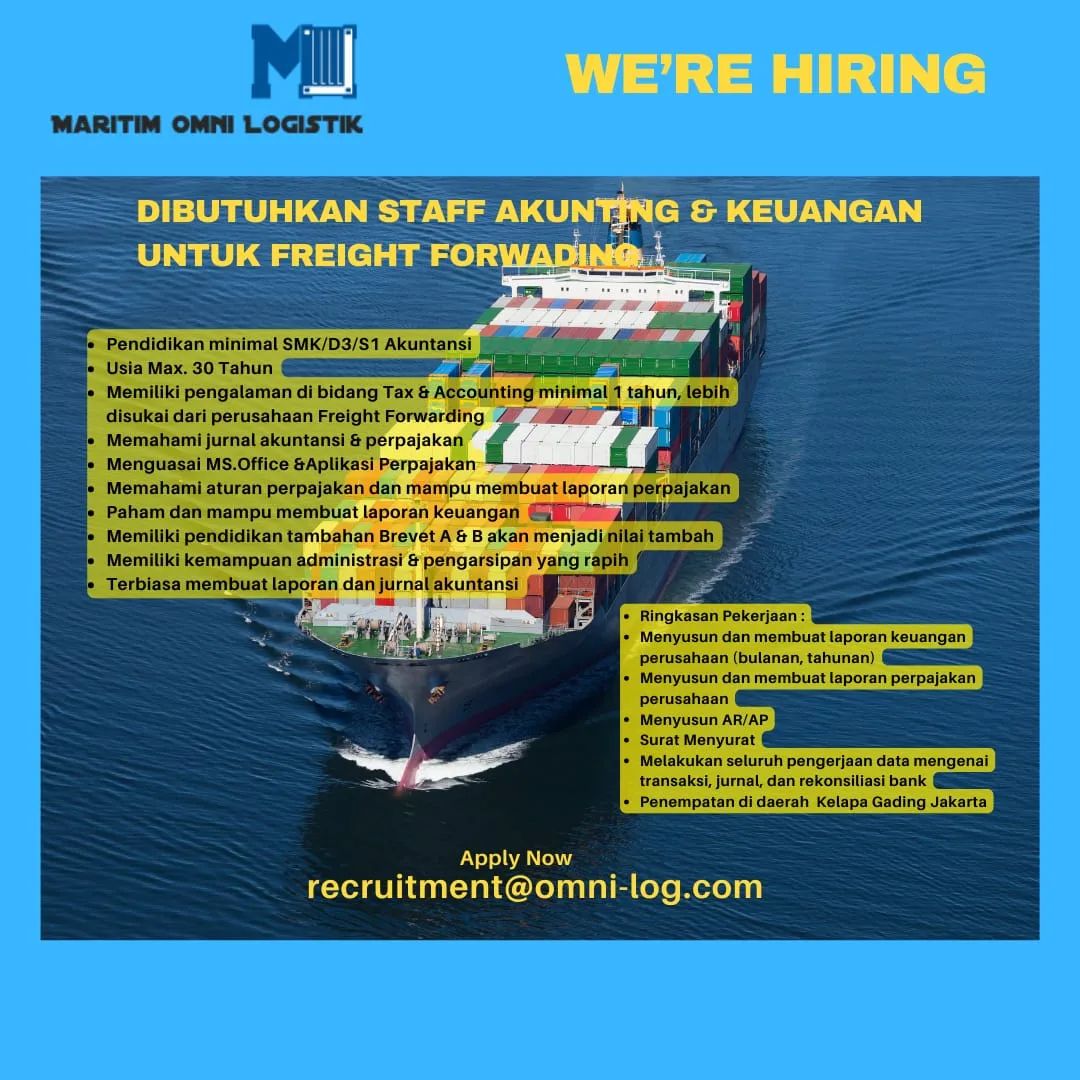 MARITIM OMNI LOGISTIK
WE'RE HIRING
DIBUTUHKAN STAFF AKUNTING & KEUANGAN
UNTUK FREIGHT FORWADING
• Pendidikan minimal SMK/D3/S1 Akuntansi
• Usia Max. 30 Tahun
• Memiliki pengalaman di bidang Tax & Accounting minimal 1 tahun, lebih
disukai dari perusahaan Freight Forwarding
• Memahami jurnal akuntansi & perpajakan
• Menguasai MS.Office &Aplikasi Perpajakan
• Memahami aturan perpajakan dan mampu membuat laporan perpajakan
• Paham dan mampu membuat laporan keuangan
• Memiliki pendidikan tambahan Brevet A & B akan menjadi nilai tambah
• Memiliki kemampuan administrasi & pengarsipan yang rapih
• Terbiasa membuat laporan dan jurnal akuntansi
• Ringkasan Pekerjaan :
• Menyusun dan membuat laporan keuangan
perusahaan (bulanan, tahunan)
• Menyusun dan membuat laporan perpajakan
perusahaan
• Menyusun AR/AP
• Surat Menyurat
• Melakukan seluruh pengerjaan data mengenai
transaksi, jurnal, dan rekonsiliasi bank
• Penempatan di daerah Kelapa Gading Jakarta
Apply Now
recruitment@omni-log.com